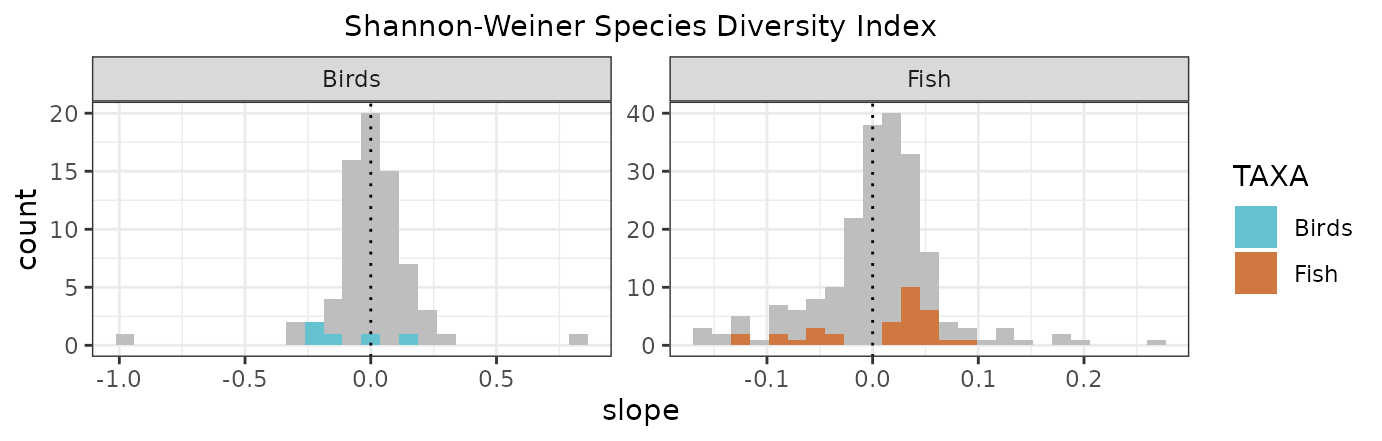 Shannon-Weiner Species Diversity Index
Birds
Fish
count
20
15
10
5
0
40
30
20
10
0
-1.0 -0.5 0.0 0.5
-0.1 0.0 0.1 0.2
slope
TAXA
Birds
Fish